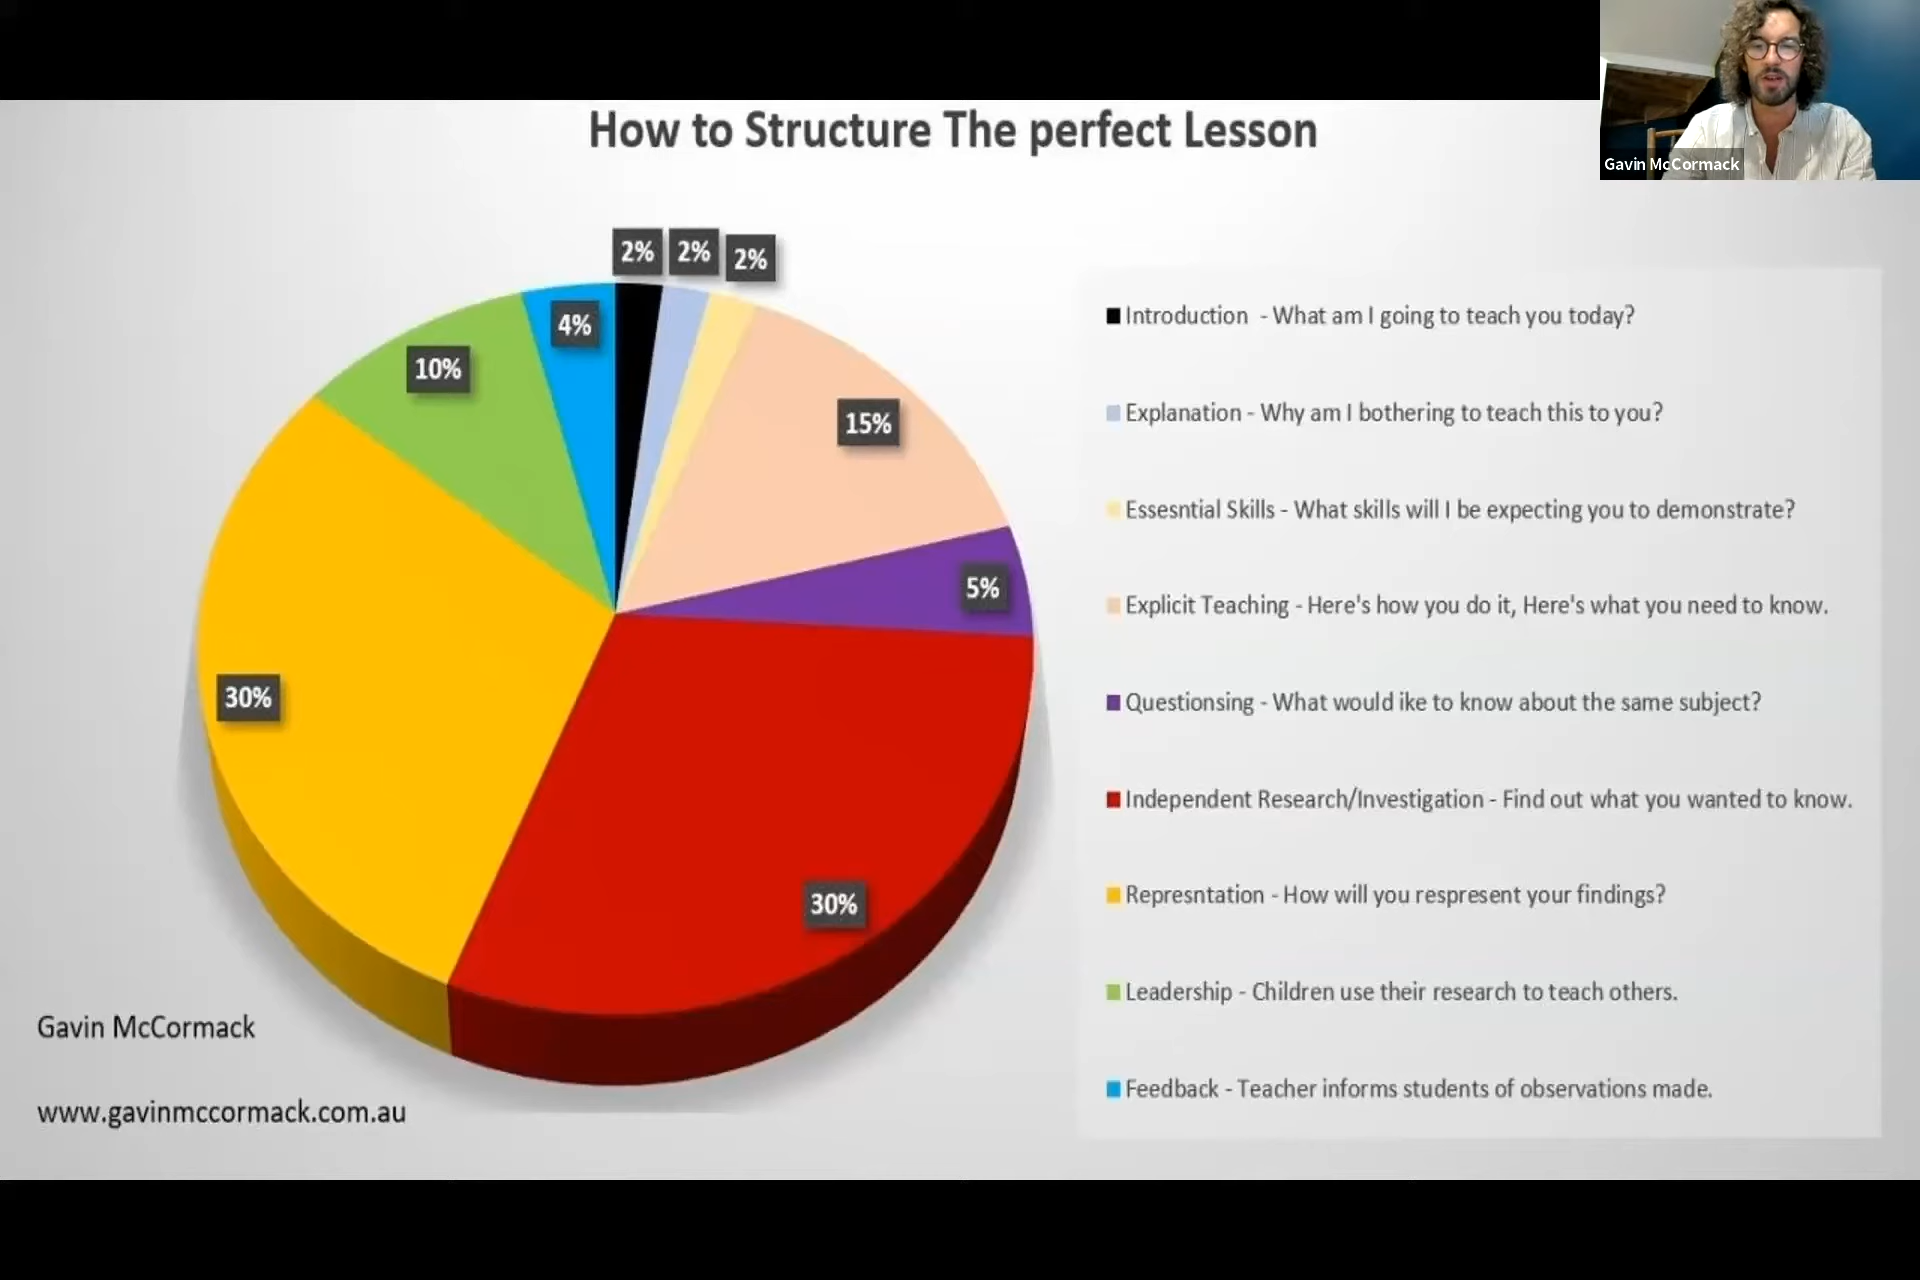 Gavin McCormack
How to Structure The perfect Lesson
2%
2%
2%
4%
10%
15%
5%
30%
30%
Introduction - What am I going to teach you today?
Explanation - Why am I bothering to teach this to you?
Essesntial Skills - What skills will I be expecting you to demonstrate?
Explicit Teaching - Here's how you do it, Here's what you need to know.
Questionsing - What would ike to know about the same subject?
Independent Research/Investigation - Find out what you wanted to know.
Represntation - How will you respresent your findings?
Leadership - Children use their research to teach others.
Feedback - Teacher informs students of observations made.
Gavin McCormack
www.gavinmccormack.com.au